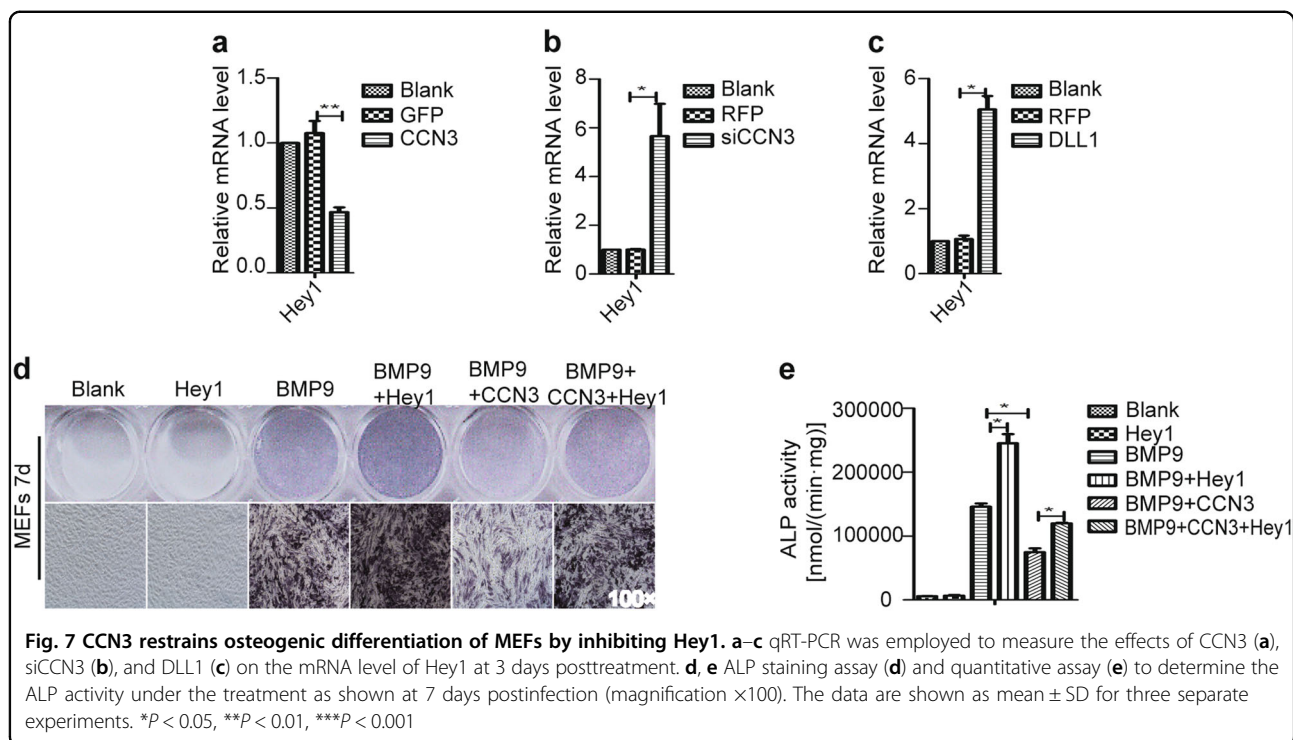 a
1.5
1.0
0.5
0.0
Relative mRNA level
Hey1
**
Blank
GFP
CCN3
b
8
6
4
2
0
Relative mRNA level
Hey1
*
Blank
RFP
siCCN3
c
6
4
2
0
Relative mRNA level
Hey1
*
Blank
RFP
DLL1
d
Blank
Hey1
BMP9
BMP9
+Hey1
BMP9
+CCN3
BMP9+
CCN3+Hey1
MEFs 7d
100×
e
300000
200000
100000
0
ALP activity
[nmol/(min·mg)]
*
*
*
Blank
Hey1
BMP9
BMP9+Hey1
BMP9+CCN3
BMP9+CCN3+Hey1
Fig. 7 CCN3 restrains osteogenic differentiation of MEFs by inhibiting Hey1. a–c qRT-PCR was employed to measure the effects of CCN3 (a),
siCCN3 (b), and DLL1 (c) on the mRNA level of Hey1 at 3 days posttreatment. d, e ALP staining assay (d) and quantitative assay (e) to determine the
ALP activity under the treatment as shown at 7 days postinfection (magnification ×100). The data are shown as mean ± SD for three separate
experiments. *P < 0.05, **P < 0.01, ***P < 0.001